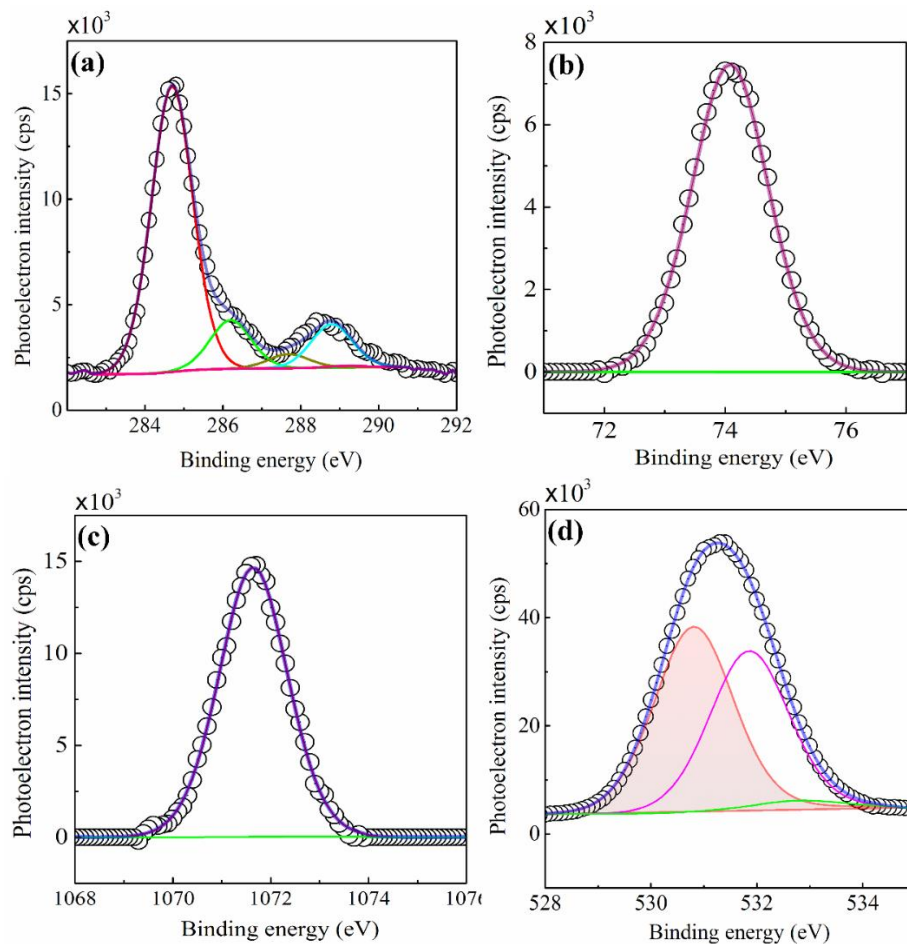 x10³
(a)
15
10
5
0
Photoelectron intensity (cps)
284 286 288 290 292
Binding energy (eV)
x10³
(b)
8
6
4
2
0
Photoelectron intensity (cps)
72 74 76
Binding energy (eV)
x10³
(c)
15
10
5
0
Photoelectron intensity (cps)
1068 1070 1072 1074 1076
Binding energy (eV)
x10³
(d)
60
40
20
0
Photoelectron intensity (cps)
528 530 532 534
Binding energy (eV)